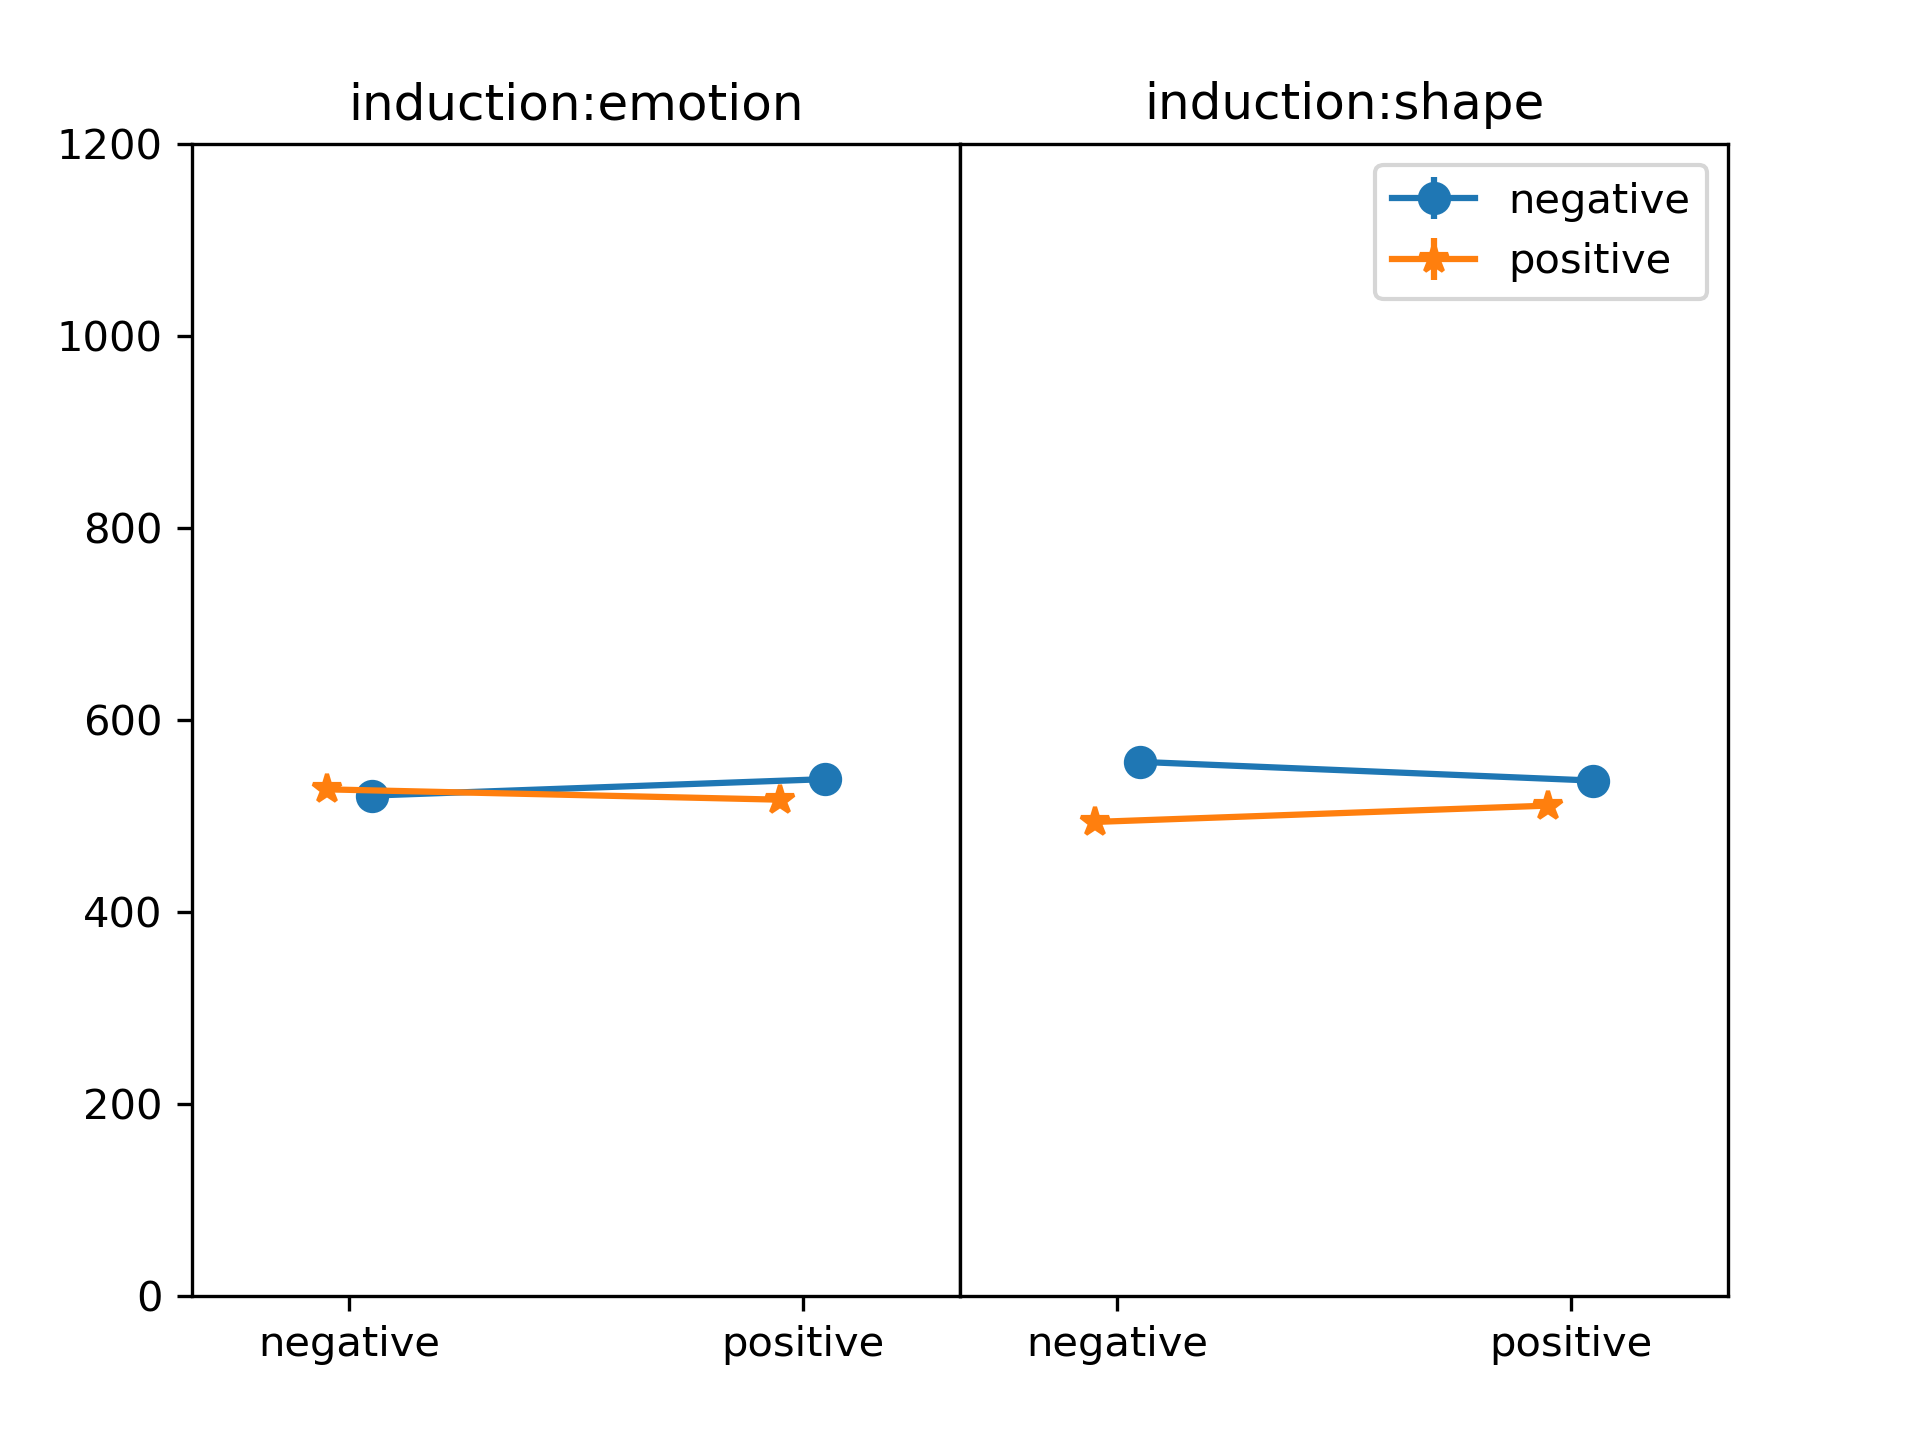 induction:emotion
induction:shape
1200
1000
800
600
400
200
0
negative
positive
negative
positive
negative
positive